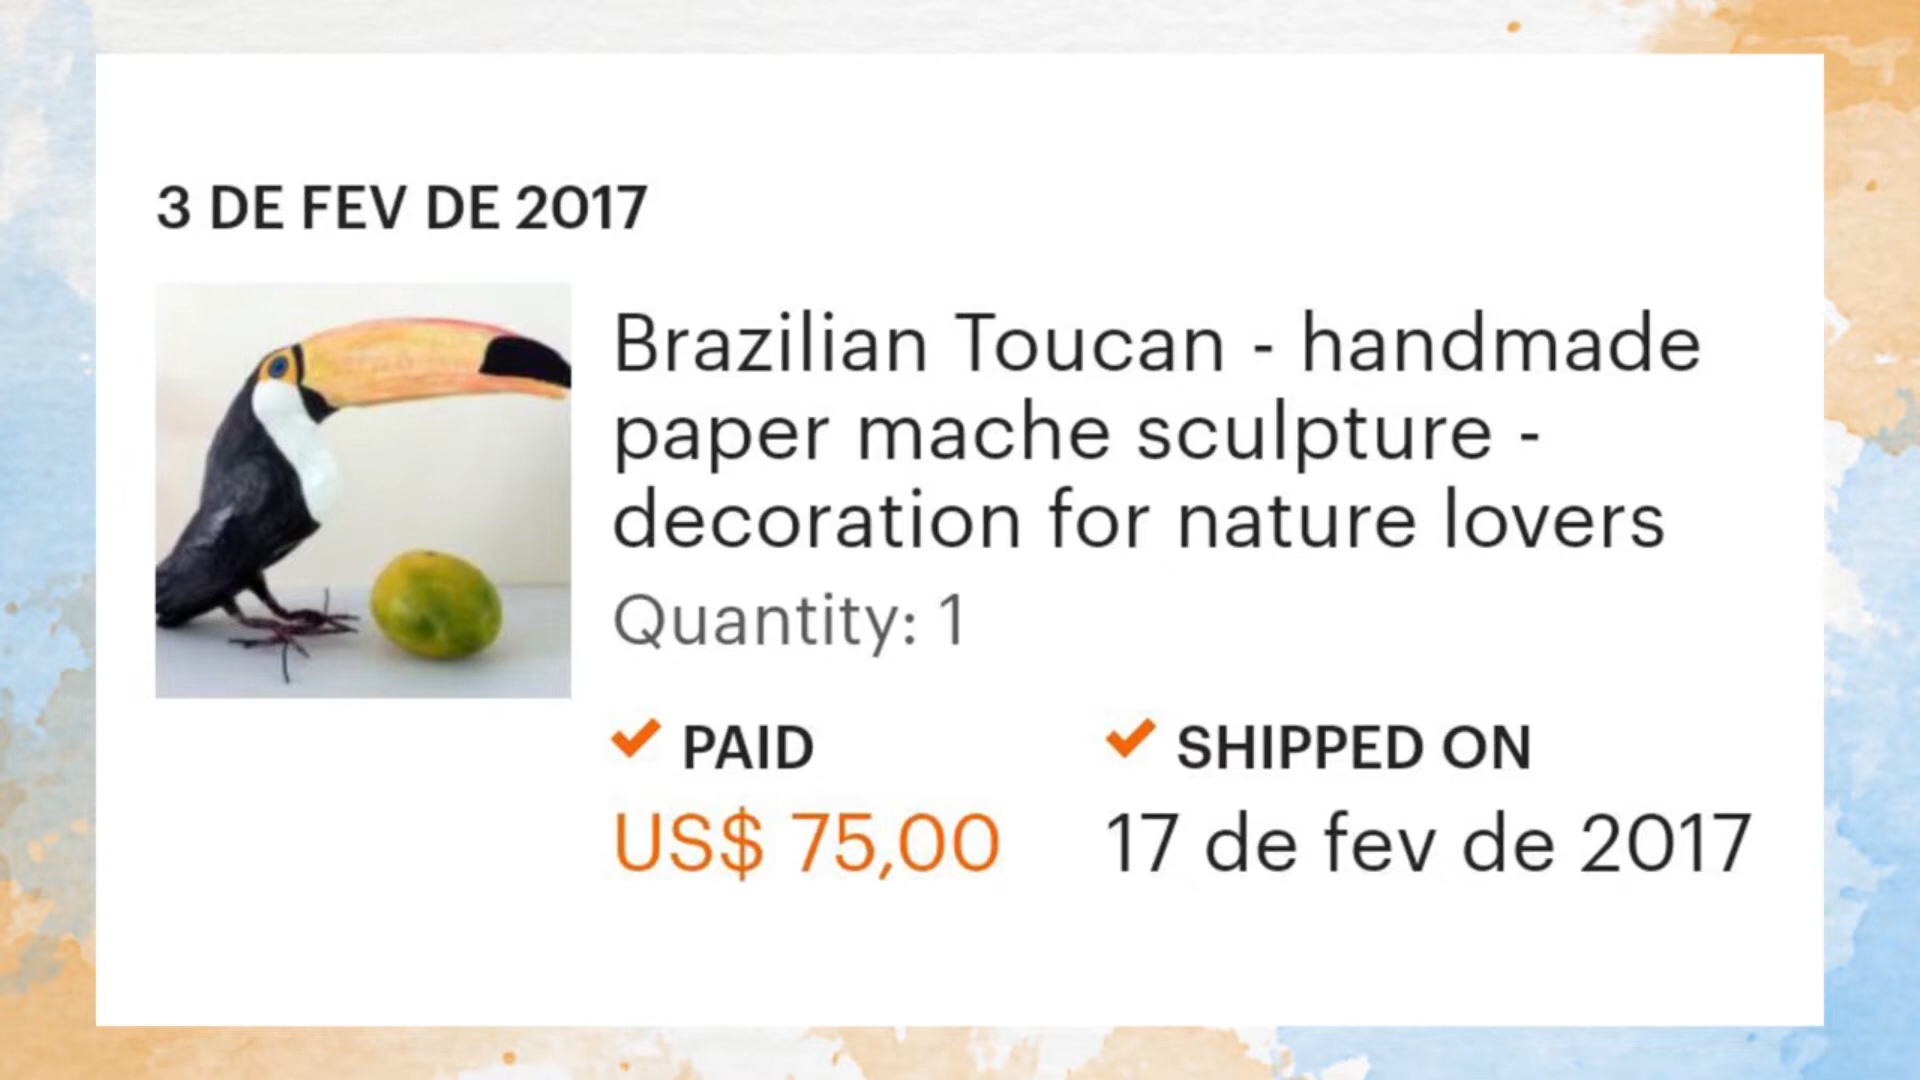 3 DE FEV DE 2017
Brazilian Toucan - handmade
paper mache sculpture -
decoration for nature lovers
Quantity: 1
PAID
SHIPPED ON
US$ 75,00
17 de fev de 2017